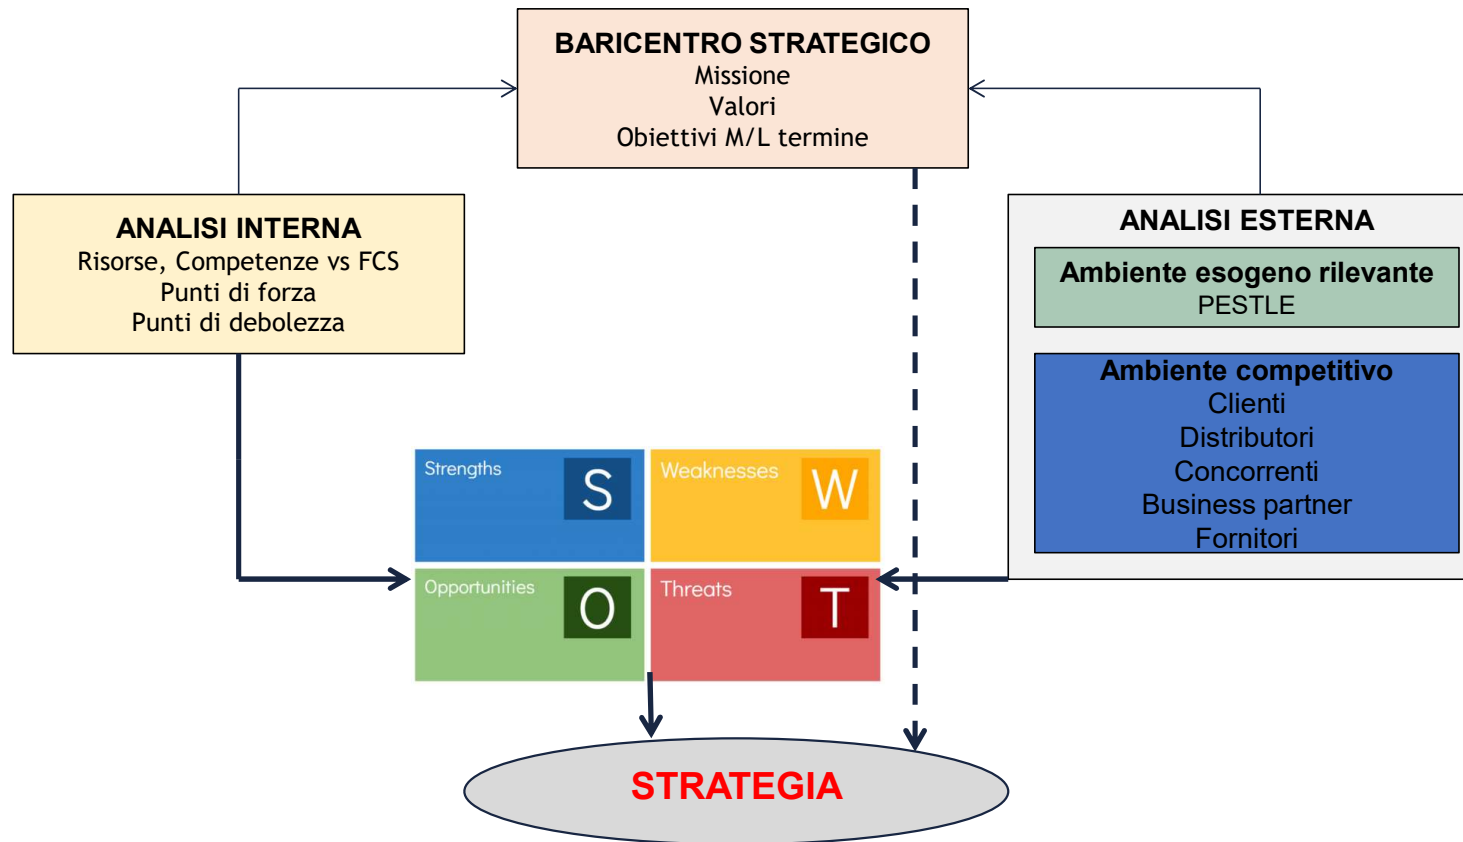 BARICENTRO STRATEGICO
Missione
Valori
Obiettivi M/L termine
ANALISI INTERNA
Risorse, Competenze vs FCS
Punti di forza
Punti di debolezza
ANALISI ESTERNA
Ambiente esogeno rilevante
PESTLE
Ambiente competitivo
Clienti
Distributori
Concorrenti
Business partner
Fornitori
Strengths
S
Weaknesses
W
Opportunities
O
Threats
T
STRATEGIA